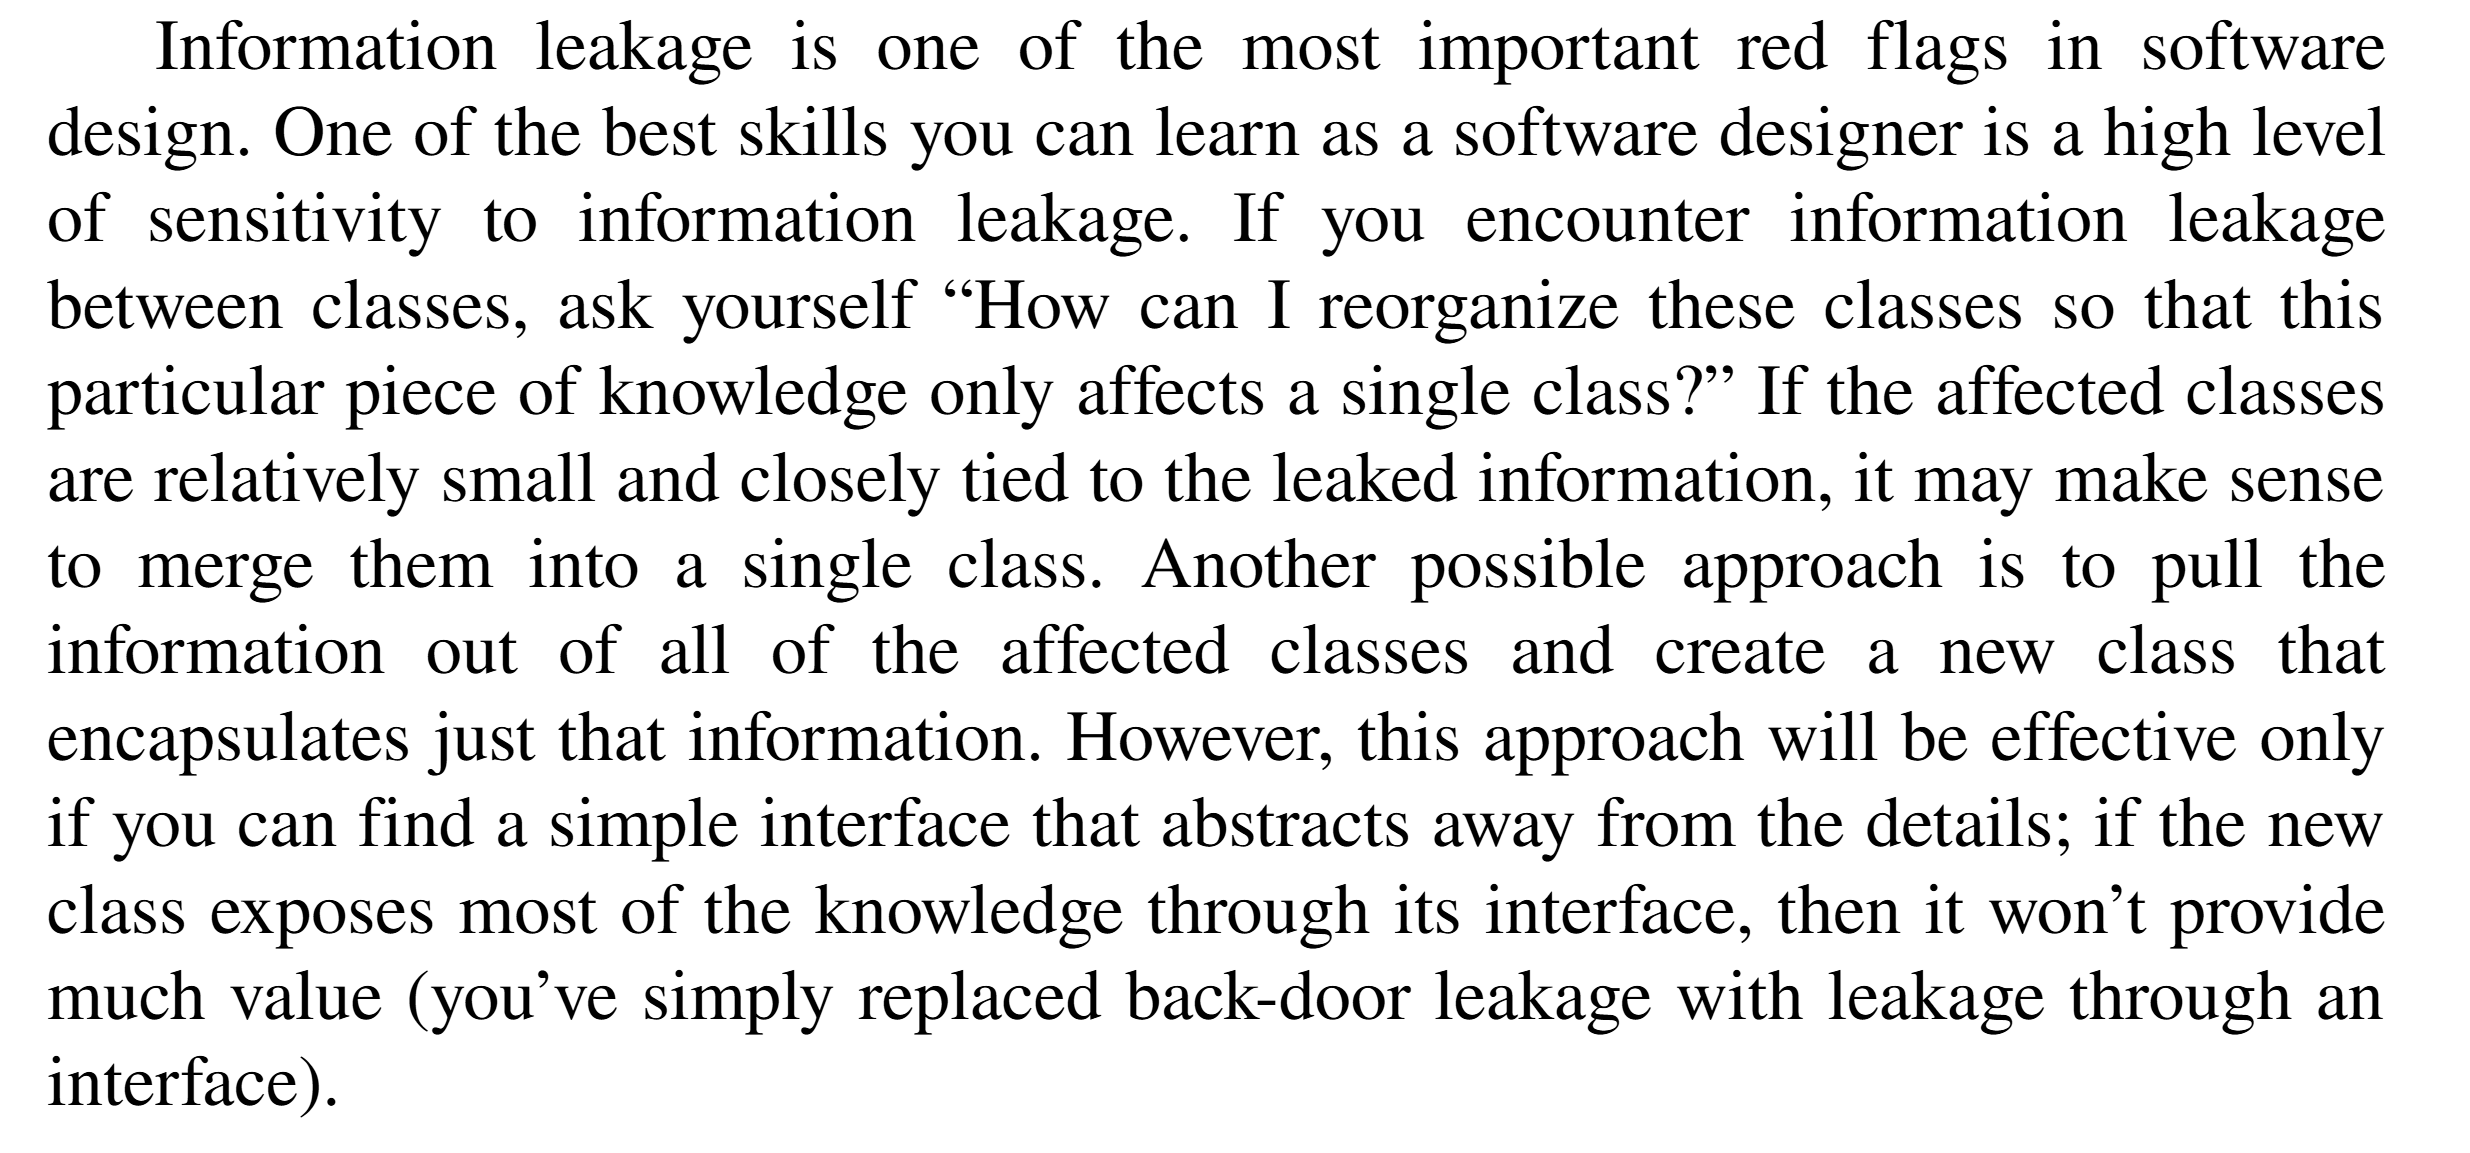 Information leakage is one of the most important red flags in software
design. One of the best skills you can learn as a software designer is a high level
of sensitivity to information leakage. If you encounter information leakage
between classes, ask yourself “How can I reorganize these classes so that this
particular piece of knowledge only affects a single class?” If the affected classes
are relatively small and closely tied to the leaked information, it may make sense
to merge them into a single class. Another possible approach is to pull the
information out of all of the affected classes and create a new class that
encapsulates just that information. However, this approach will be effective only
if you can find a simple interface that abstracts away from the details; if the new
class exposes most of the knowledge through its interface, then it won’t provide
much value (you’ve simply replaced back-door leakage with leakage through an
interface).